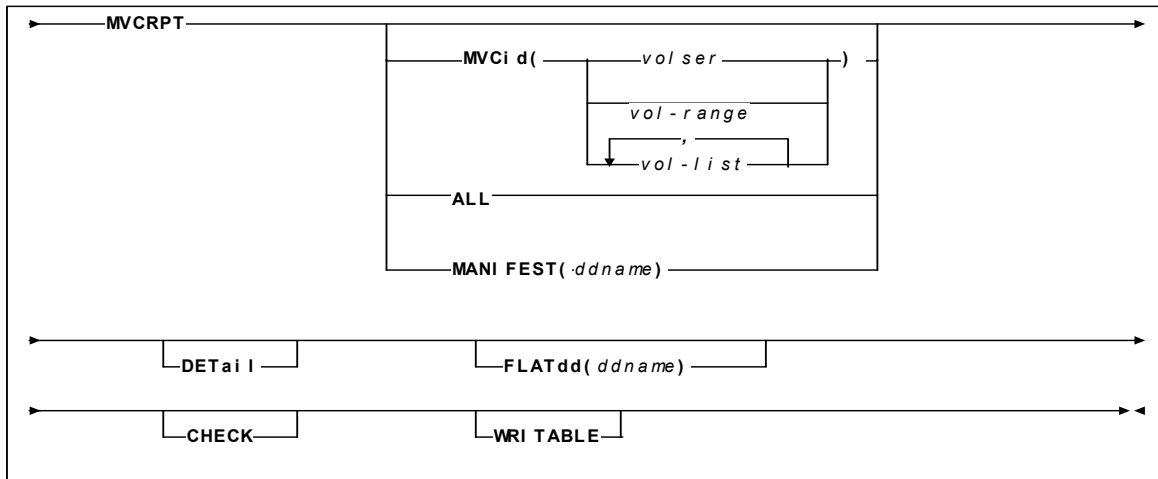 MVCRPT
MVCid( volser )
vol-range
,
vol-list
ALL
MANIFEST( ddname)
DETail FLATdd( ddname)
CHECK WRITABLE